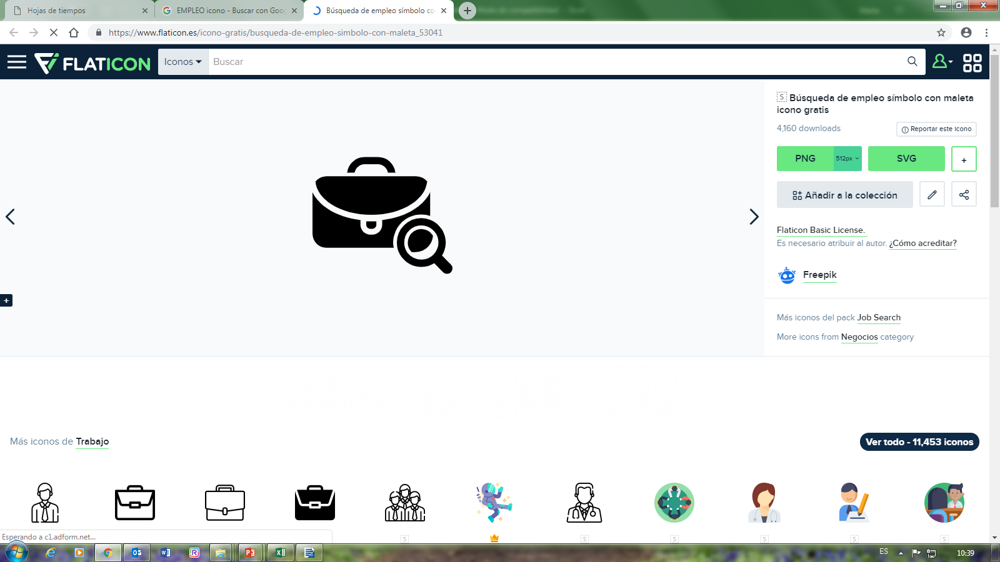 Hojas de tiempos
EMPLEO icono - Buscar con Goo
Búsqueda de empleo símbolo co
https://www.flaticon.es/icono-gratis/busqueda-de-empleo-simbolo-con-maleta_53041
FLATICON
Iconos
Buscar
S Búsqueda de empleo símbolo con maleta
icono gratis
4,160 downloads
Reportar este icono
PNG
512px
SVG
+
Añadir a la colección
Flaticon Basic License.
Es necesario atribuir al autor. ¿Cómo acreditar?
Freepik
+
Más iconos del pack Job Search
More icons from Negocios category
Más iconos de Trabajo
Ver todo - 11,453 iconos
S
S
S
S
S
S
Esperando a c1.adform.net...
ES
10:39